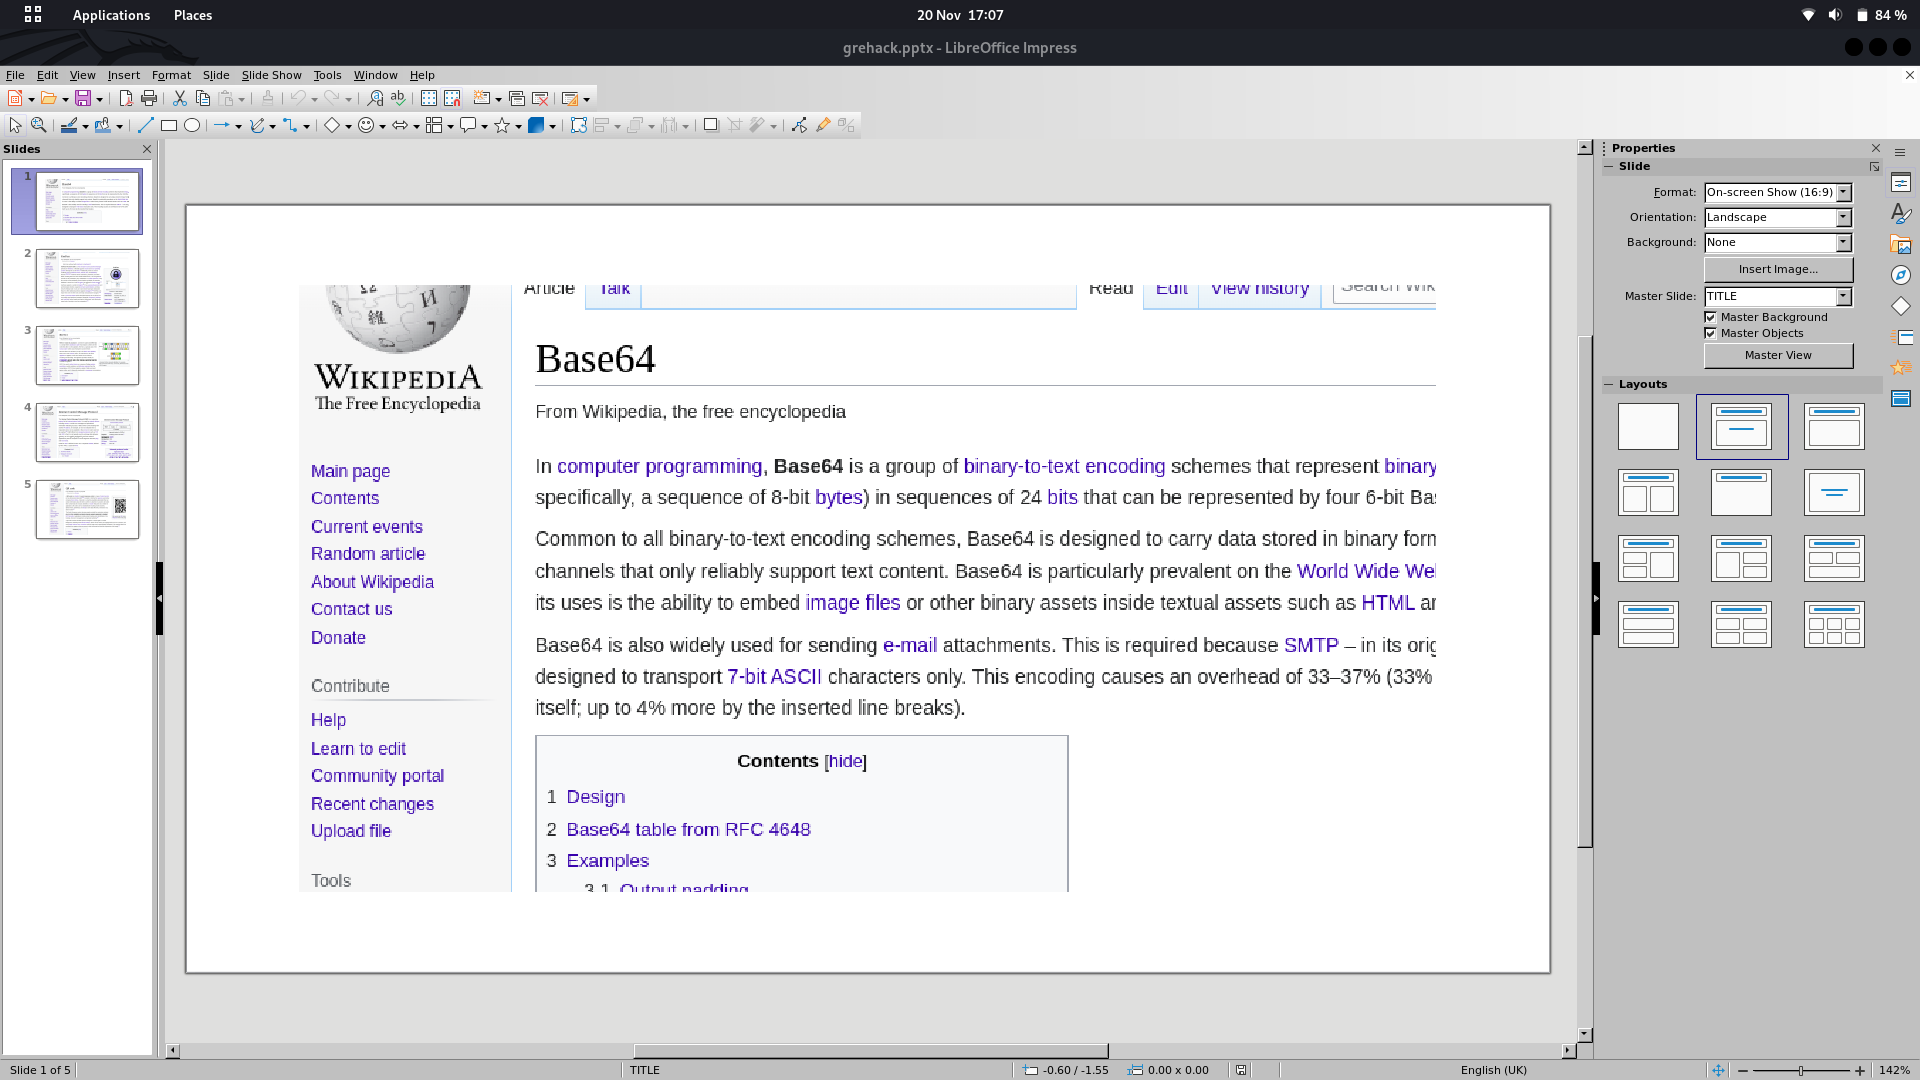 Applications Places 20 Nov 17:07 84 %
grehack.pptx - LibreOffice Impress
File Edit View Insert Format Slide Slide Show Tools Window Help
Slides
1
2
3
4
5
Article Talk Read Edit View history Search Wik
WIKIPEDIA
The Free Encyclopedia
Main page
Contents
Current events
Random article
About Wikipedia
Contact us
Donate
Contribute
Help
Learn to edit
Community portal
Recent changes
Upload file
Tools
Base64
From Wikipedia, the free encyclopedia
In computer programming, Base64 is a group of binary-to-text encoding schemes that represent binary
specifically, a sequence of 8-bit bytes) in sequences of 24 bits that can be represented by four 6-bit Bas
Common to all binary-to-text encoding schemes, Base64 is designed to carry data stored in binary form
channels that only reliably support text content. Base64 is particularly prevalent on the World Wide We
its uses is the ability to embed image files or other binary assets inside textual assets such as HTML an
Base64 is also widely used for sending e-mail attachments. This is required because SMTP – in its orig
designed to transport 7-bit ASCII characters only. This encoding causes an overhead of 33–37% (33%
itself; up to 4% more by the inserted line breaks).
Contents [hide]
1 Design
2 Base64 table from RFC 4648
3 Examples
3.1 Output padding
Properties
Slide
Format: On-screen Show (16:9)
Orientation: Landscape
Background: None
Insert Image...
Master Slide: TITLE
Master Background
Master Objects
Master View
Layouts
Slide 1 of 5 TITLE -0.60 / -1.55 0.00 x 0.00 English (UK) 142%